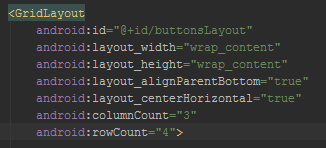 <GridLayout
android:id="@+id/buttonsLayout"
android:layout_width="wrap_content"
android:layout_height="wrap_content"
android:layout_alignParentBottom="true"
android:layout_centerHorizontal="true"
android:columnCount="3"
android:rowCount="4">